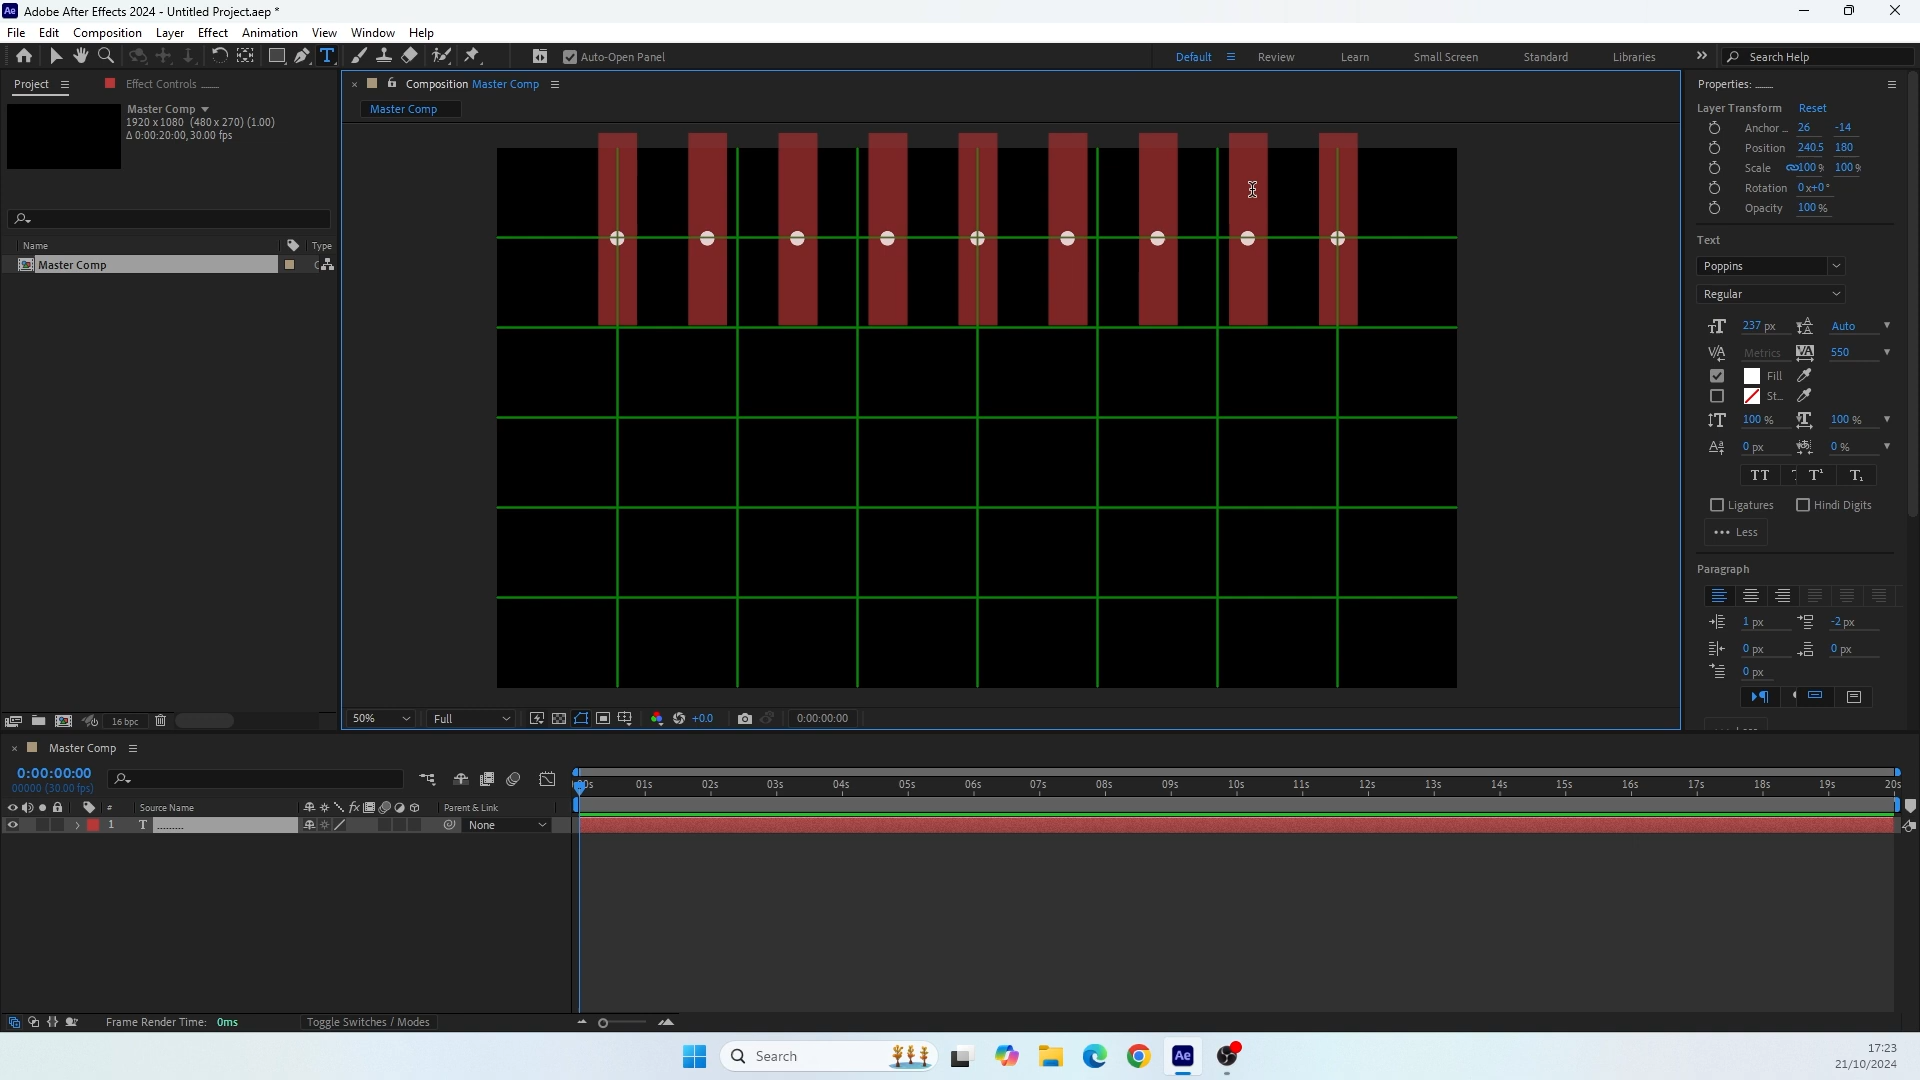 Ae Adobe After Effects 2024 - Untitled Project.aep *
File Edit Composition Layer Effect Animation View Window Help
Auto-Open Panel Default Review Learn Small Screen Standard Libraries Search Help
Project Effect Controls .........
Master Comp
1920 x 1080 (480 x 270) (1.00)
Δ 0:00:20:00, 30.00 fps
Name Type
Master Comp
16 bpc
Composition Master Comp
Master Comp
50% Full +0.0 0:00:00:00
Properties: .........
Layer Transform Reset
Anchor ... 26 -14
Position 240.5 180
Scale 100% 100%
Rotation 0x+0°
Opacity 100%
Text
Poppins
Regular
237 px Auto
Metrics 550
Fill
St...
100% 100%
0 px 0%
TT T T¹ T₁
Ligatures Hindi Digits
... Less
Paragraph
1 px -2 px
0 px 0 px
0 px
Master Comp
0:00:00:00
00000 (30.00 fps)
# Source Name fx Parent & Link
1 T ......... None
00s 01s 02s 03s 04s 05s 06s 07s 08s 09s 10s 11s 12s 13s 14s 15s 16s 17s 18s 19s 20s
Frame Render Time: 0ms Toggle Switches / Modes
Search Ae
17:23
21/10/2024